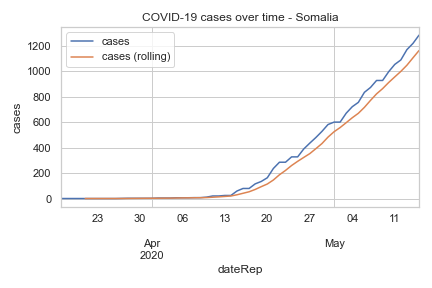 COVID-19 cases over time - Somalia
cases
cases (rolling)
cases
1200
1000
800
600
400
200
0
23 30 06 13 20 27 04 11
Apr May
2020
dateRep